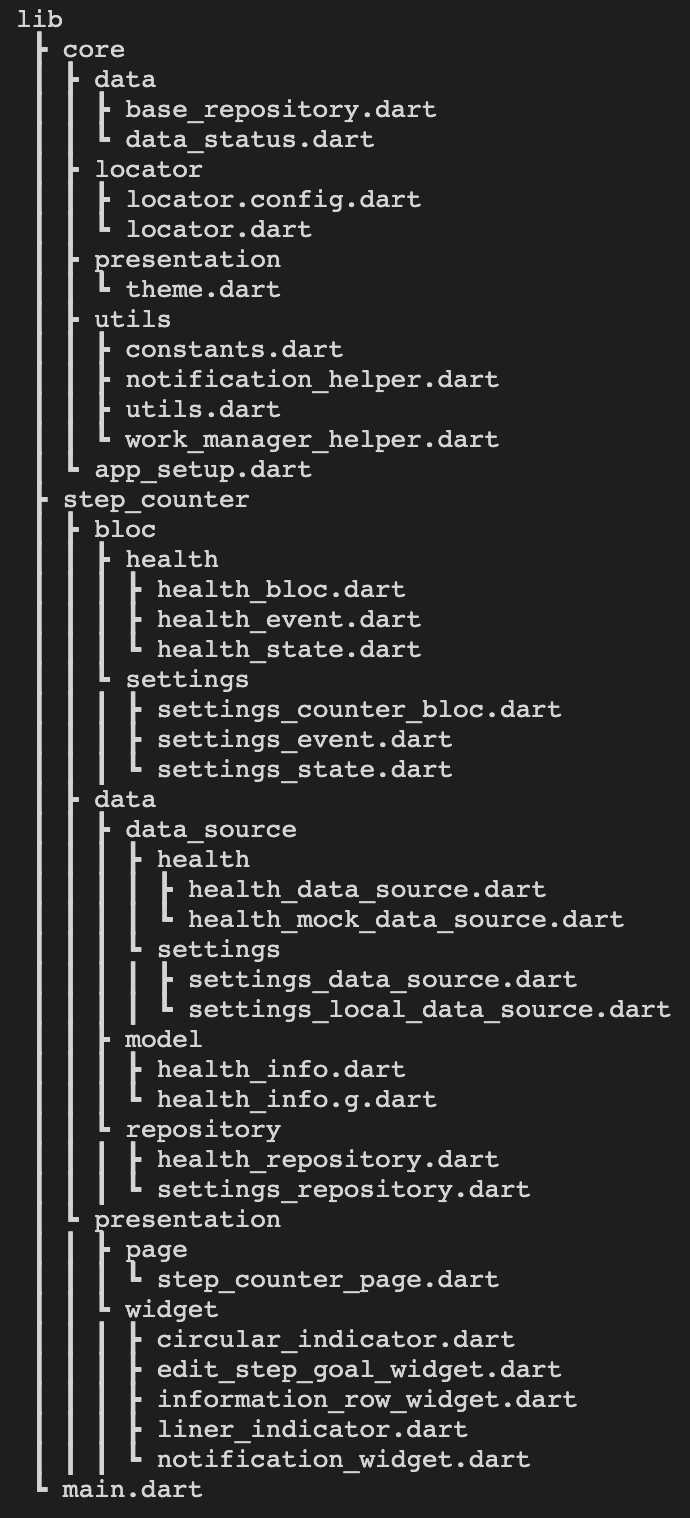 lib
core
data
base_repository.dart
data_status.dart
locator
locator.config.dart
locator.dart
presentation
theme.dart
utils
constants.dart
notification_helper.dart
utils.dart
work_manager_helper.dart
app_setup.dart
step_counter
bloc
health
health_bloc.dart
health_event.dart
health_state.dart
settings
settings_counter_bloc.dart
settings_event.dart
settings_state.dart
data
data_source
health
health_data_source.dart
health_mock_data_source.dart
settings
settings_data_source.dart
settings_local_data_source.dart
model
health_info.dart
health_info.g.dart
repository
health_repository.dart
settings_repository.dart
presentation
page
step_counter_page.dart
widget
circular_indicator.dart
edit_step_goal_widget.dart
information_row_widget.dart
liner_indicator.dart
notification_widget.dart
main.dart